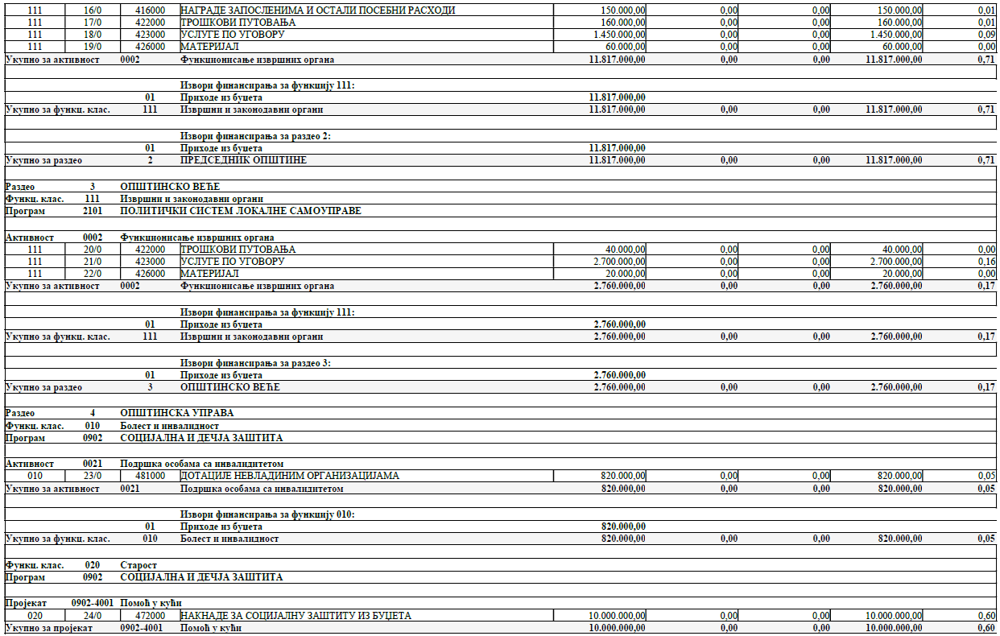 111 16/0 416000 НАГРАДЕ ЗАПОСЛЕНИМА И ОСТАЛИ ПОСЕБНИ РАСХОДИ 150.000,00 0,00 0,00 150.000,00 0,01
111 17/0 422000 ТРОШКОВИ ПУТОВАЊА 160.000,00 0,00 0,00 160.000,00 0,01
111 18/0 423000 УСЛУГЕ ПО УГОВОРУ 1.450.000,00 0,00 0,00 1.450.000,00 0,09
111 19/0 426000 МАТЕРИЈАЛ 60.000,00 0,00 0,00 60.000,00 0,00
Укупно за активност 0002 Функционисање извршних органа 11.817.000,00 0,00 0,00 11.817.000,00 0,71
Извори финансирања за функцију 111:
01 Приходе из буџета 11.817.000,00
Укупно за функц. клас. 111 Извршни и законодавни органи 11.817.000,00 0,00 0,00 11.817.000,00 0,71
Извори финансирања за раздео 2:
01 Приходе из буџета 11.817.000,00
Укупно за раздео 2 ПРЕДСЕДНИК ОПШТИНЕ 11.817.000,00 0,00 0,00 11.817.000,00 0,71
Раздео 3 ОПШТИНСКО ВЕЋЕ
Функц. клас. 111 Извршни и законодавни органи
Програм 2101 ПОЛИТИЧКИ СИСТЕМ ЛОКАЛНЕ САМОУПРАВЕ
Активност 0002 Функционисање извршних органа
111 20/0 422000 ТРОШКОВИ ПУТОВАЊА 40.000,00 0,00 0,00 40.000,00 0,00
111 21/0 423000 УСЛУГЕ ПО УГОВОРУ 2.700.000,00 0,00 0,00 2.700.000,00 0,16
111 22/0 426000 МАТЕРИЈАЛ 20.000,00 0,00 0,00 20.000,00 0,00
Укупно за активност 0002 Функционисање извршних органа 2.760.000,00 0,00 0,00 2.760.000,00 0,17
Извори финансирања за функцију 111:
01 Приходе из буџета 2.760.000,00
Укупно за функц. клас. 111 Извршни и законодавни органи 2.760.000,00 0,00 0,00 2.760.000,00 0,17
Извори финансирања за раздео 3:
01 Приходе из буџета 2.760.000,00
Укупно за раздео 3 ОПШТИНСКО ВЕЋЕ 2.760.000,00 0,00 0,00 2.760.000,00 0,17
Раздео 4 ОПШТИНСКА УПРАВА
Функц. клас. 010 Болест и инвалидност
Програм 0902 СОЦИЈАЛНА И ДЕЧЈА ЗАШТИТА
Активност 0021 Подршка особама са инвалидитетом
010 23/0 481000 ДОТАЦИЈЕ НЕВЛАДИНИМ ОРГАНИЗАЦИЈАМА 820.000,00 0,00 0,00 820.000,00 0,05
Укупно за активност 0021 Подршка особама са инвалидитетом 820.000,00 0,00 0,00 820.000,00 0,05
Извори финансирања за функцију 010:
01 Приходе из буџета 820.000,00
Укупно за функц. клас. 010 Болест и инвалидност 820.000,00 0,00 0,00 820.000,00 0,05
Функц. клас. 020 Старост
Програм 0902 СОЦИЈАЛНА И ДЕЧЈА ЗАШТИТА
Пројекат 0902-4001 Помоћ у кући
020 24/0 472000 НАКНАДЕ ЗА СОЦИЈАЛНУ ЗАШТИТУ ИЗ БУЏЕТА 10.000.000,00 0,00 0,00 10.000.000,00 0,60
Укупно за пројекат 0902-4001 Помоћ у кући 10.000.000,00 0,00 0,00 10.000.000,00 0,60